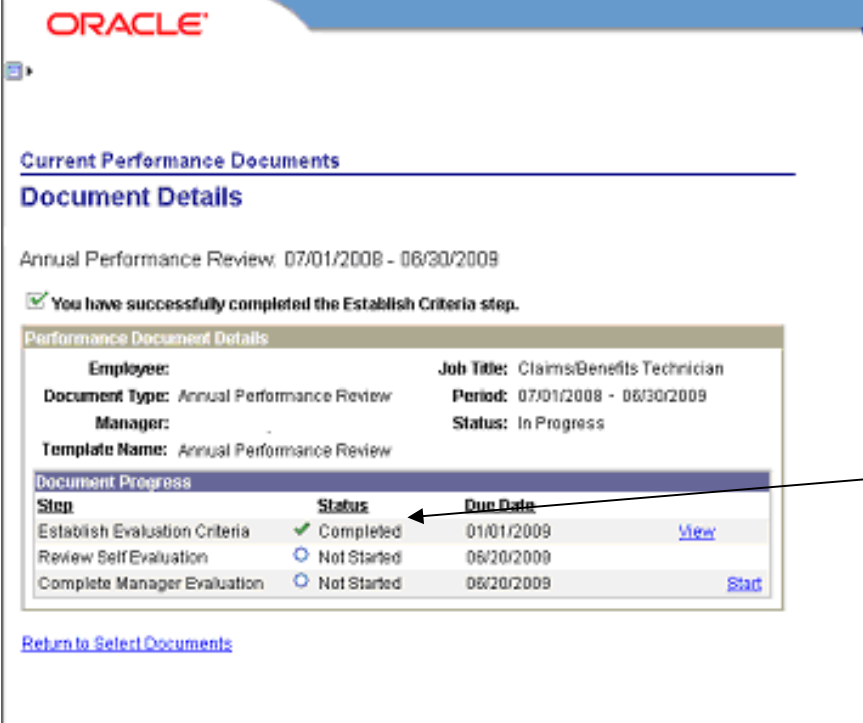 ORACLE
Current Performance Documents
Document Details
Annual Performance Review: 07/01/2008 - 06/30/2009
You have successfully completed the Establish Criteria step.
Performance Document Details
Employee: Job Title: Claims/Benefits Technician
Document Type: Annual Performance Review Period: 07/01/2008 - 06/30/2009
Manager: Status: In Progress
Template Name: Annual Performance Review
Document Progress
Step Status Due Date
Establish Evaluation Criteria Completed 01/01/2009 View
Review Self Evaluation Not Started 06/20/2009
Complete Manager Evaluation Not Started 06/20/2009 Start
Return to Select Documents